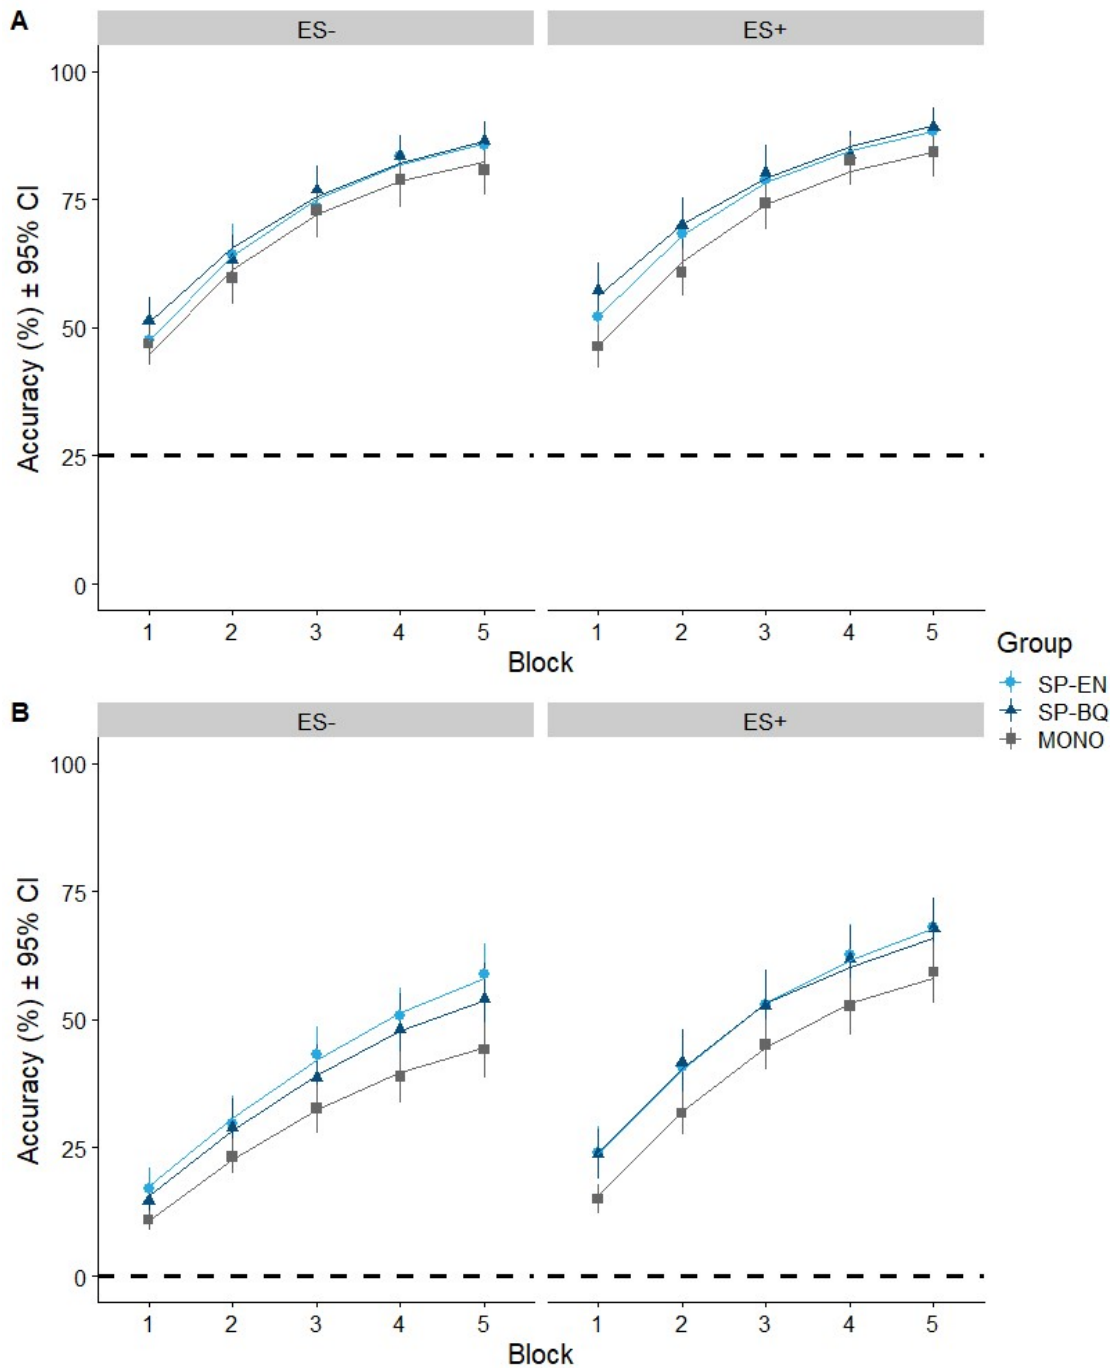 A
ES-
ES+
Accuracy (%) ± 95% CI
100
75
50
25
0
1 2 3 4 5
1 2 3 4 5
Block
Group
SP-EN
SP-BQ
MONO
B
ES-
ES+
Accuracy (%) ± 95% CI
100
75
50
25
0
1 2 3 4 5
1 2 3 4 5
Block